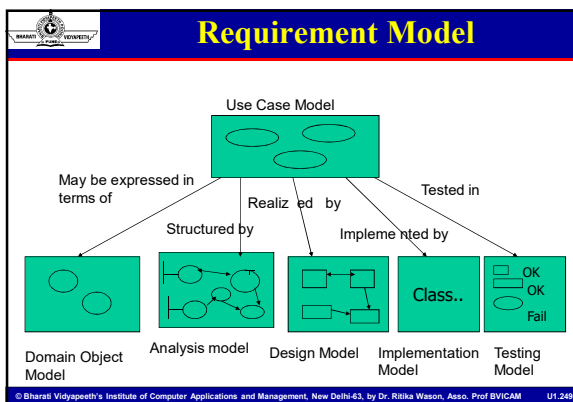 BHARATI
VIDYAPEETH
PUNE
Requirement Model
Use Case Model
May be expressed in
terms of
Structured by
Realiz ed by
Impleme nted by
Tested in
Class..
OK
OK
Fail
Domain Object
Model
Analysis model
Design Model
Implementation
Model
Testing
Model
© Bharati Vidyapeeth's Institute of Computer Applications and Management, New Delhi-63, by Dr. Ritika Wason, Asso. Prof BVICAM
U1.249